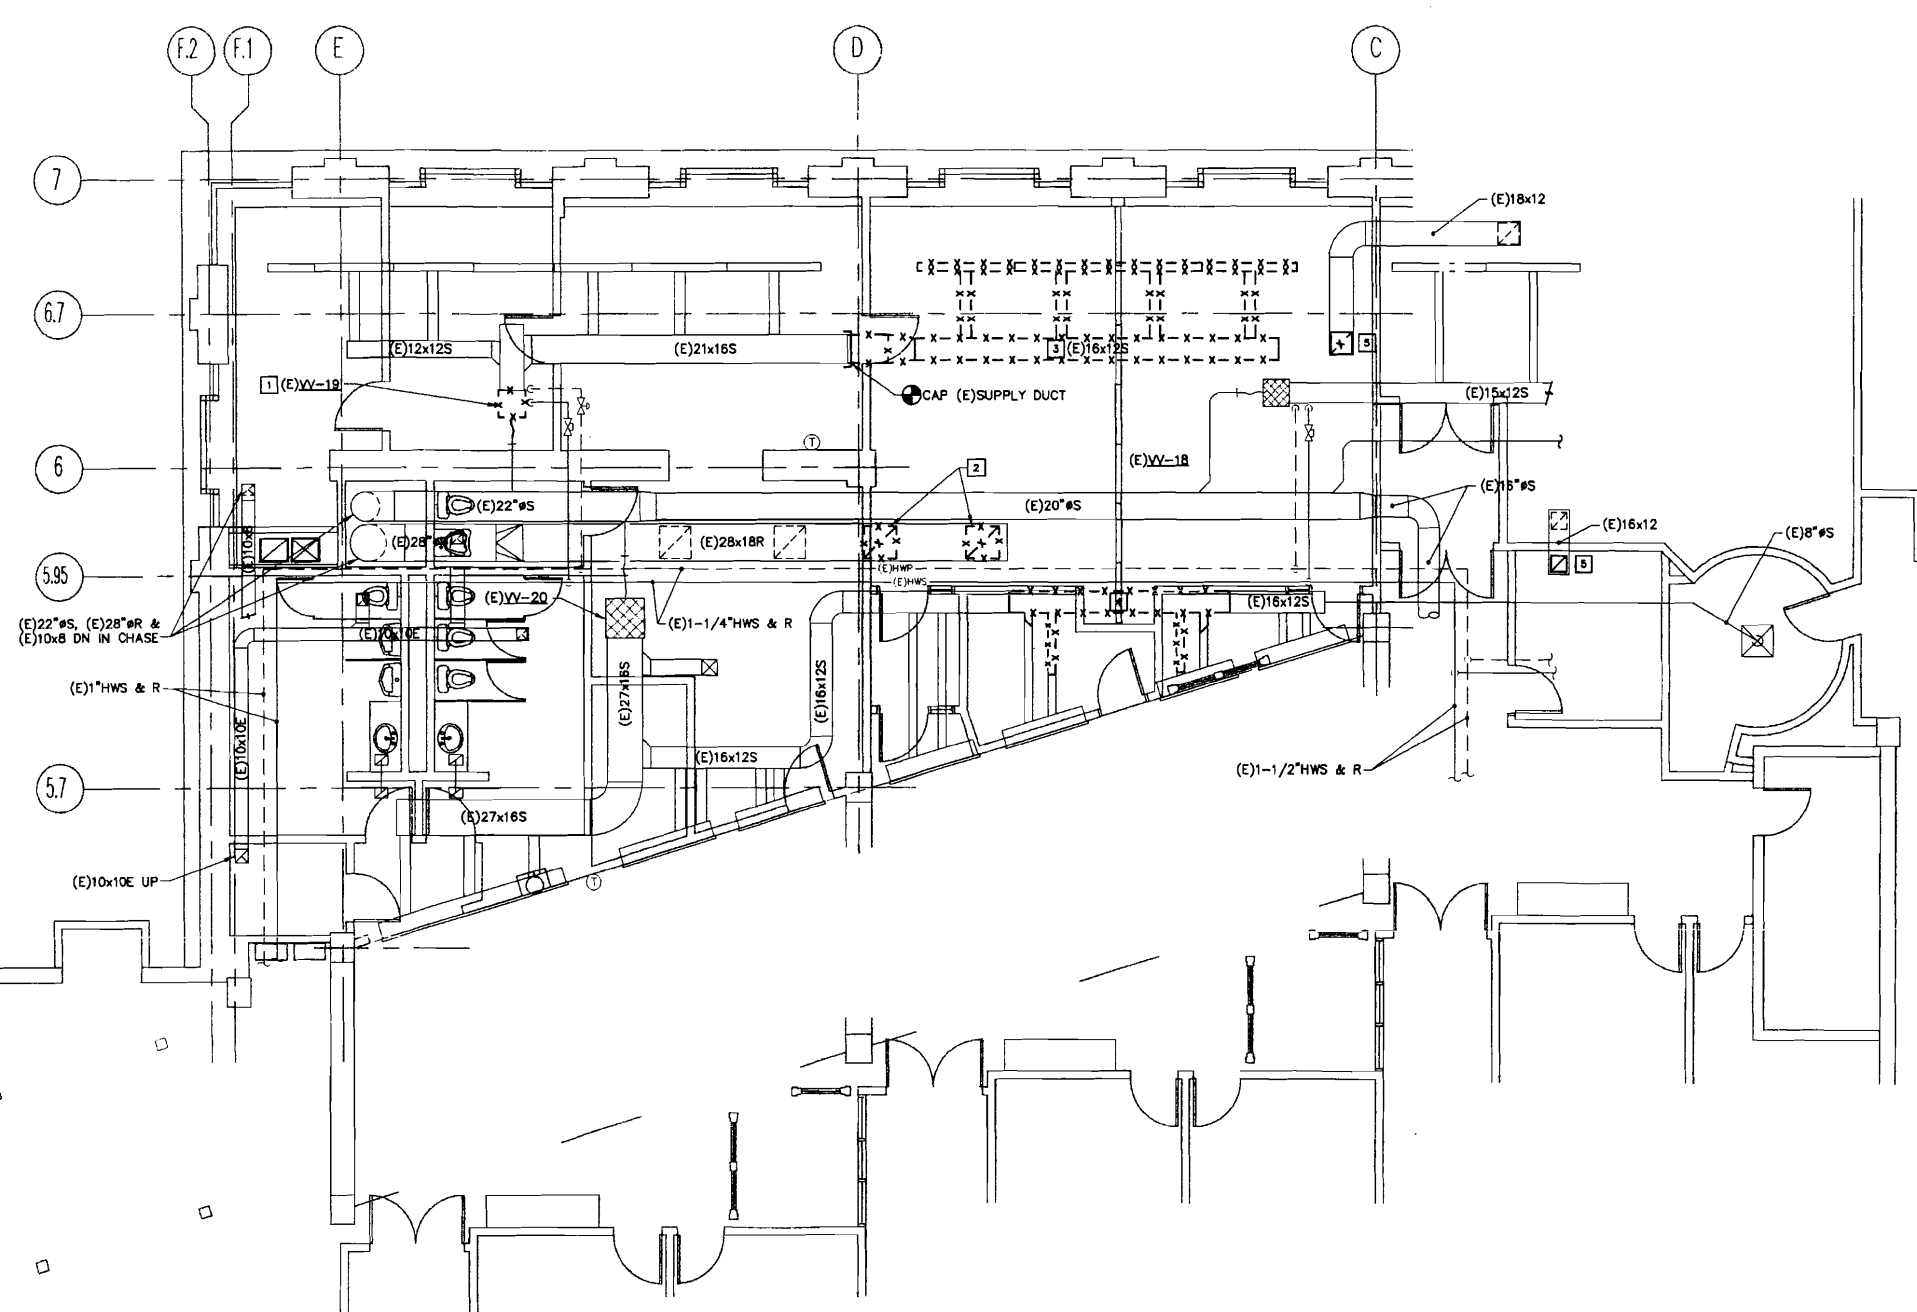 F.2
F.1
E
D
C
7
(E)18x12
6.7
(E)12x12S
(E)21x16S
3
(E)16x12S
5
1
(E)VV-19
CAP (E)SUPPLY DUCT
(E)15x12S
T
6
2
(E)VV-18
(E)22"øS
(E)20"øS
(E)16"øS
(E)10x8
(E)28"øR
(E)28x18R
(E)16x12
(E)8"øS
5.95
(E)HWR
(E)HWS
5
(E)VV-20
(E)16x12S
(E)22"øS, (E)28"øR &
(E)10x8 DN IN CHASE
(E)10x10E
(E)1-1/4"HWS & R
(E)1"HWS & R
(E)27x16S
(E)16x12S
(E)10x10E
(E)16x12S
(E)1-1/2"HWS & R
5.7
(E)27x16S
(E)10x10E UP
T